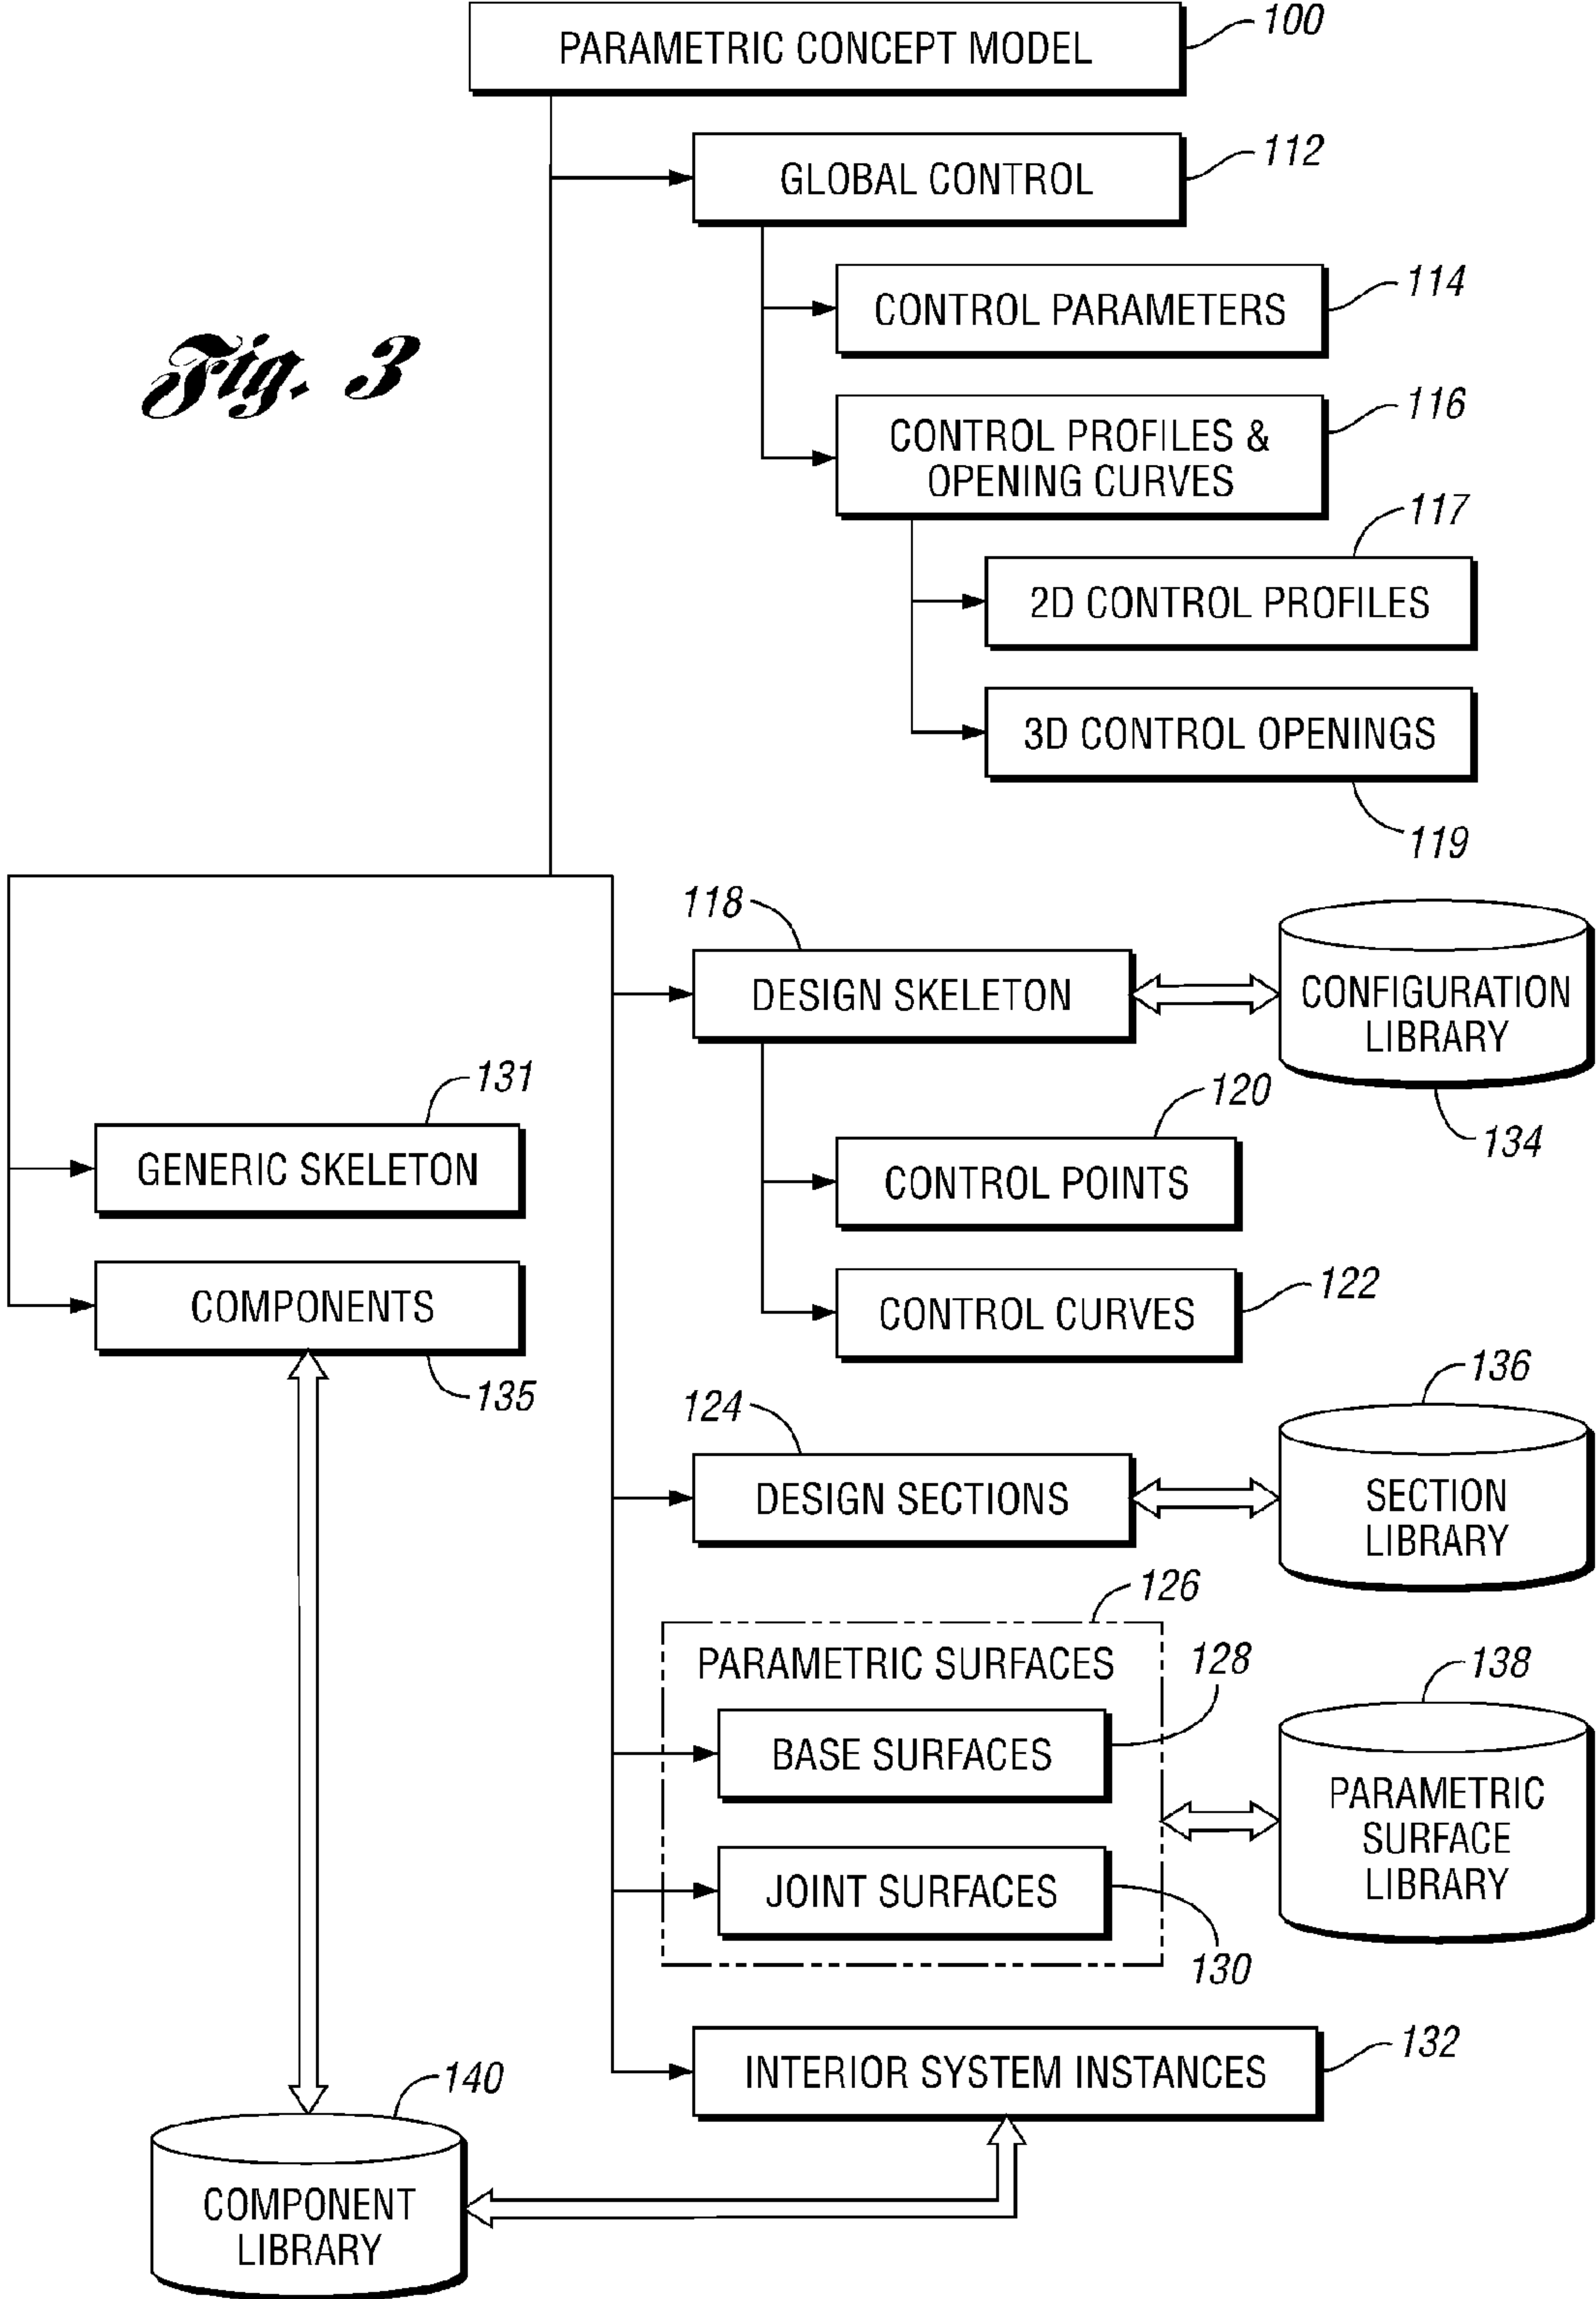 100
PARAMETRIC CONCEPT MODEL
112
GLOBAL CONTROL
114
CONTROL PARAMETERS
Fig. 3
116
CONTROL PROFILES &
OPENING CURVES
117
2D CONTROL PROFILES
3D CONTROL OPENINGS
119
118
DESIGN SKELETON
CONFIGURATION
LIBRARY
134
131
GENERIC SKELETON
120
CONTROL POINTS
COMPONENTS
135
122
CONTROL CURVES
124
DESIGN SECTIONS
136
SECTION
LIBRARY
126
PARAMETRIC SURFACES
128
BASE SURFACES
138
PARAMETRIC
SURFACE
LIBRARY
JOINT SURFACES
130
132
INTERIOR SYSTEM INSTANCES
140
COMPONENT
LIBRARY